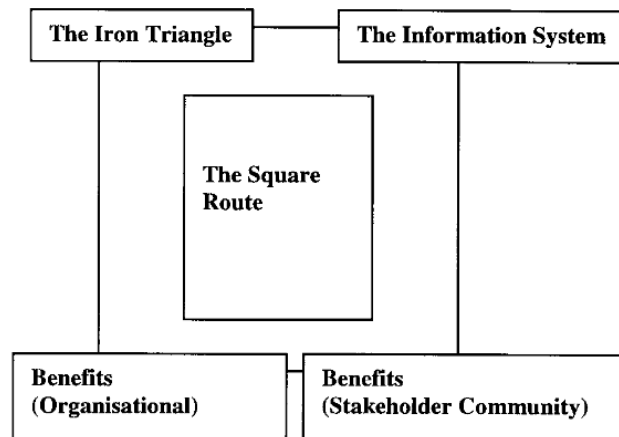 The Iron Triangle
The Information System
The Square
Route
Benefits
(Organisational)
Benefits
(Stakeholder Community)